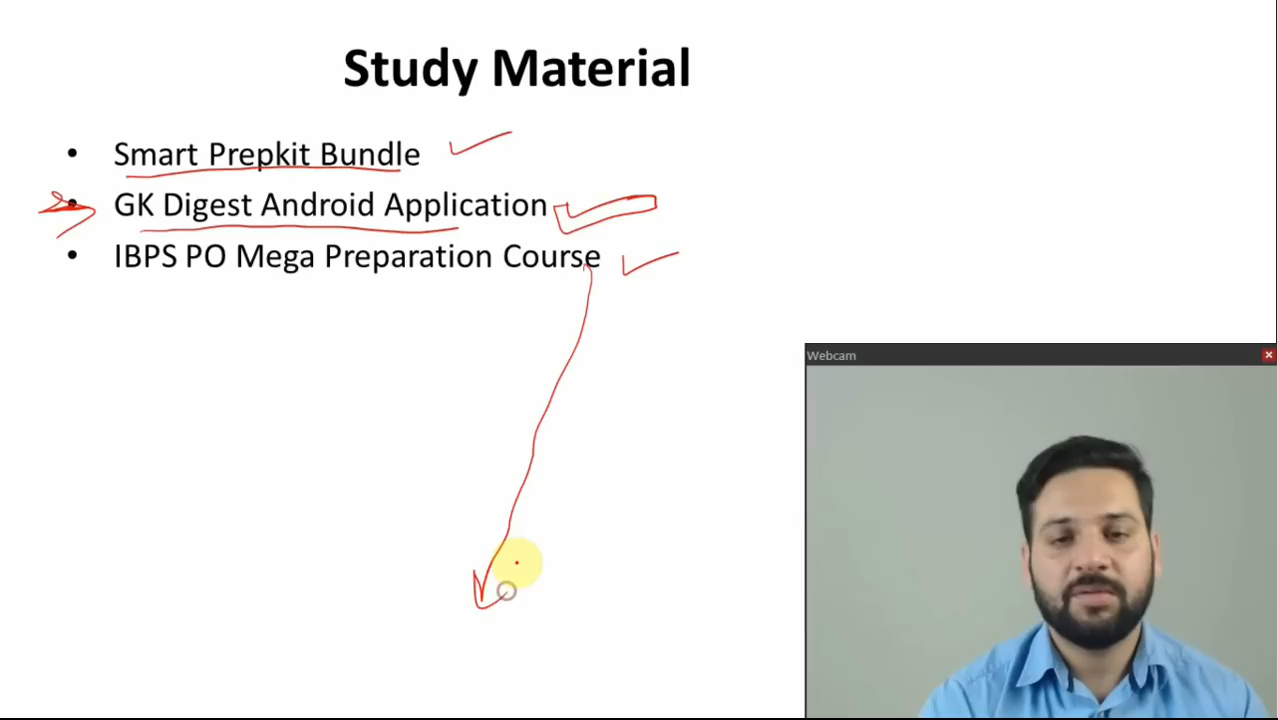 Study Material
• Smart Prepkit Bundle
• GK Digest Android Application
• IBPS PO Mega Preparation Course
Webcam